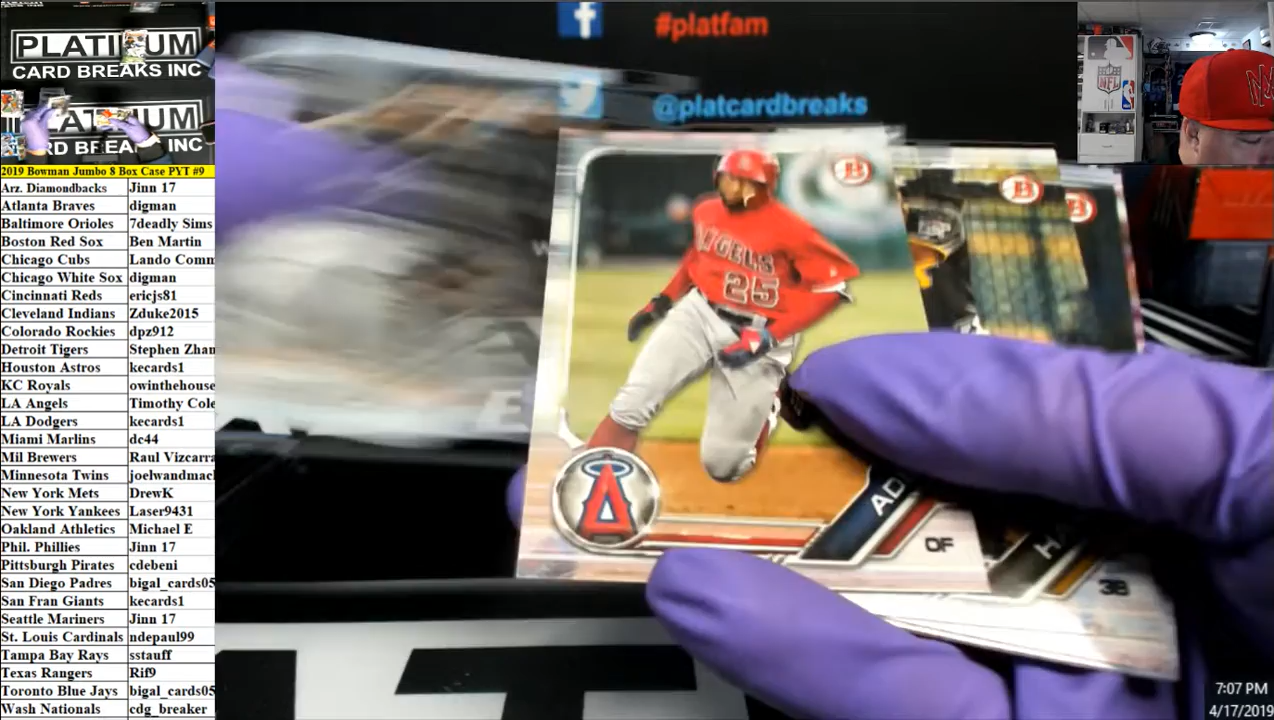 PLATINUM
CARD BREAKS INC
2019 Bowman Jumbo 8 Box Case PYT #9
Arz. Diamondbacks Jinn 17
Atlanta Braves digman
Baltimore Orioles 7deadly Sims
Boston Red Sox Ben Martin
Chicago Cubs Lando Comm
Chicago White Sox digman
Cincinnati Reds ericjs81
Cleveland Indians Zduke2015
Colorado Rockies dpz912
Detroit Tigers Stephen Zhan
Houston Astros kecards1
KC Royals owinthehouse
LA Angels Timothy Cole
LA Dodgers kecards1
Miami Marlins dc44
Mil Brewers Raul Vizcarra
Minnesota Twins joelwandmacl
New York Mets DrewK
New York Yankees Laser9431
Oakland Athletics Michael E
Phil. Phillies Jinn 17
Pittsburgh Pirates cdebeni
San Diego Padres bigal_cards05
San Fran Giants kecards1
Seattle Mariners Jinn 17
St. Louis Cardinals ndepaul99
Tampa Bay Rays sstauff
Texas Rangers Rif9
Toronto Blue Jays bigal_cards05
Wash Nationals cdg_breaker
#platfam
@platcardbreaks
ANGELS
25
B
B
B
A
AD
OF
HA
3B
NFL
7:07 PM
4/17/2019